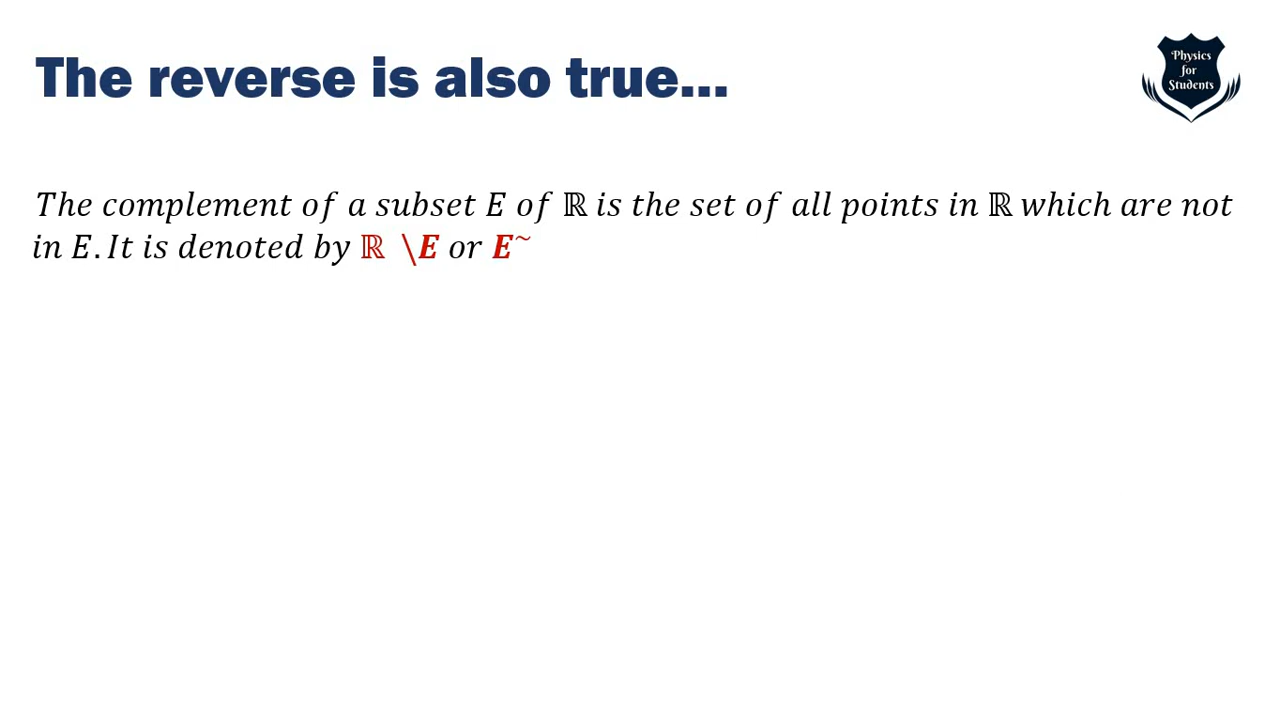 The reverse is also true...
Physics
for
Students
The complement of a subset E of ℝ is the set of all points in ℝ which are not
in E. It is denoted by ℝ \E or E~